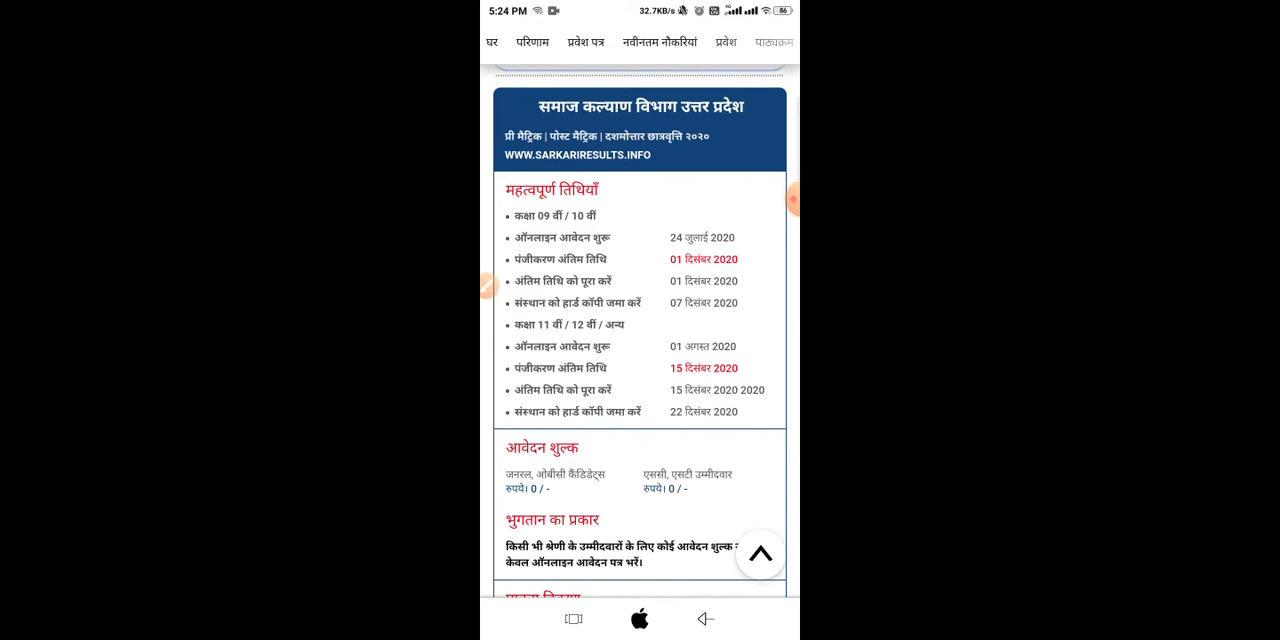 5:24 PM 32.7KB/s 86
घर परिणाम प्रवेश पत्र नवीनतम नौकरियां प्रवेश पाठ्यक्रम
समाज कल्याण विभाग उत्तर प्रदेश
प्री मैट्रिक | पोस्ट मैट्रिक | दशमोत्तार छात्रवृत्ति २०२०
WWW.SARKARIRESULTS.INFO
महत्वपूर्ण तिथियाँ
• कक्षा 09 वीं / 10 वीं
• ऑनलाइन आवेदन शुरू 24 जुलाई 2020
• पंजीकरण अंतिम तिथि 01 दिसंबर 2020
• अंतिम तिथि को पूरा करें 01 दिसंबर 2020
• संस्थान को हार्ड कॉपी जमा करें 07 दिसंबर 2020
• कक्षा 11 वीं / 12 वीं / अन्य
• ऑनलाइन आवेदन शुरू 01 अगस्त 2020
• पंजीकरण अंतिम तिथि 15 दिसंबर 2020
• अंतिम तिथि को पूरा करें 15 दिसंबर 2020 2020
• संस्थान को हार्ड कॉपी जमा करें 22 दिसंबर 2020
आवेदन शुल्क
जनरल, ओबीसी कैंडिडेट्स एससी, एसटी उम्मीदवार
रुपये। 0 / - रुपये। 0 / -
भुगतान का प्रकार
किसी भी श्रेणी के उम्मीदवारों के लिए कोई आवेदन शुल्क
केवल ऑनलाइन आवेदन पत्र भरें।